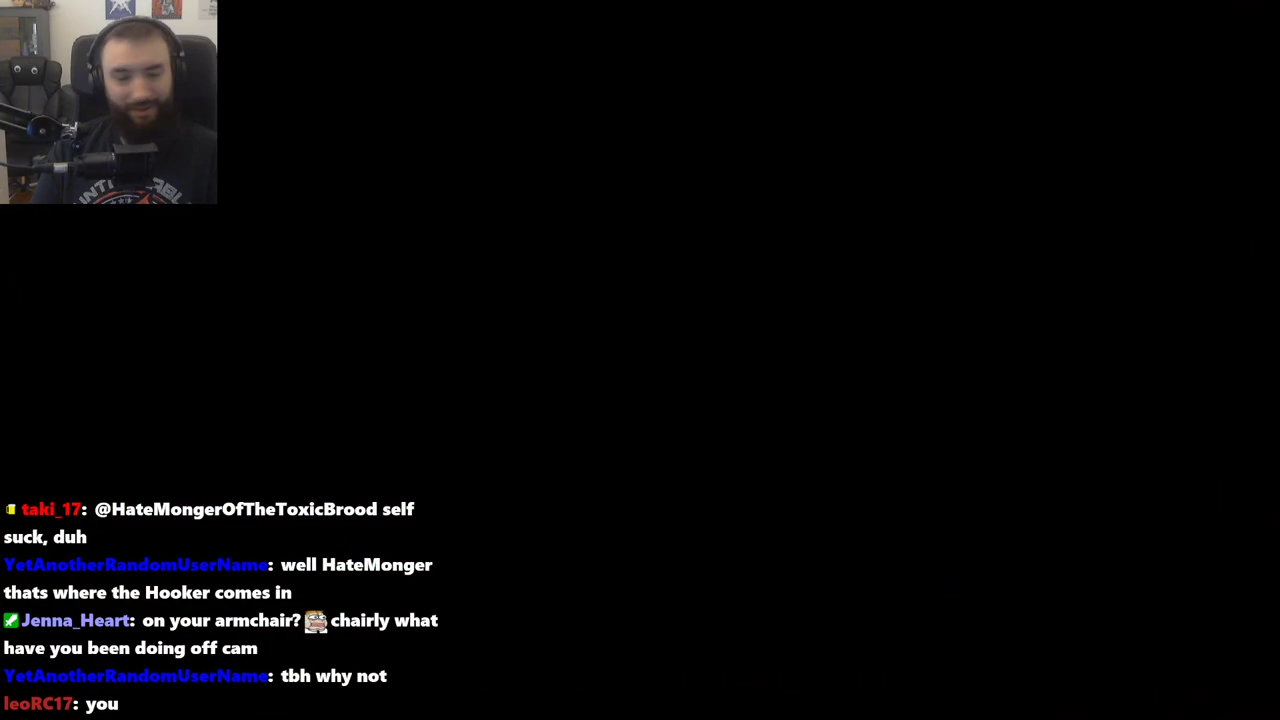 taki_17: @HateMongerOfTheToxicBrood self
suck, duh
YetAnotherRandomUserName: well HateMonger
thats where the Hooker comes in
Jenna_Heart: on your armchair? chairly what
have you been doing off cam
YetAnotherRandomUserName: tbh why not
leoRC17: you